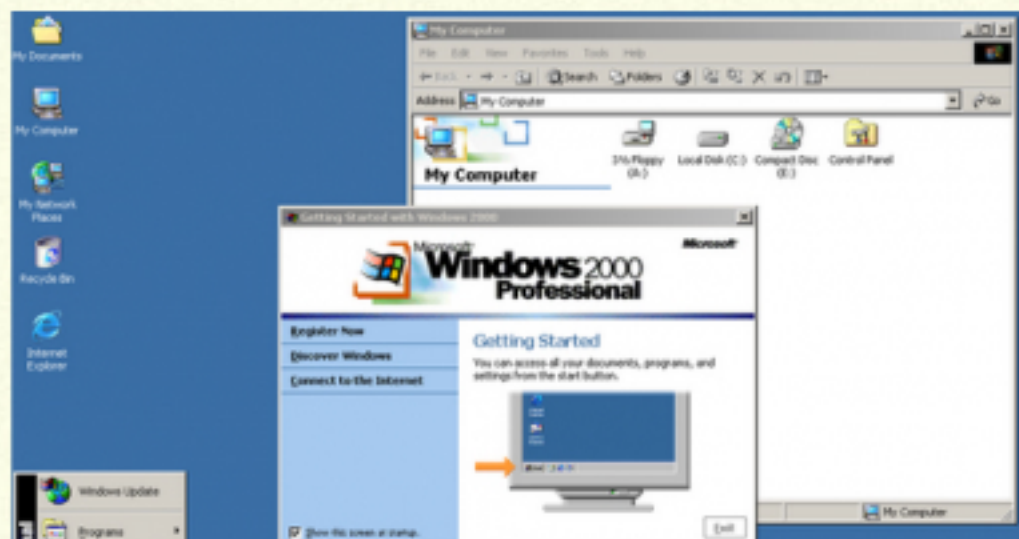 My Documents
My Computer
My Network
Places
Recycle Bin
Internet
Explorer
Windows Update
Programs
My Computer
File Edit View Favorites Tools Help
Back Search Folders
Address My Computer Go
My Computer
3½ Floppy
(A:)
Local Disk (C:)
Compact Disc
(E:)
Control Panel
Getting Started with Windows 2000
Microsoft
Windows 2000
Professional
Microsoft
Register Now
Discover Windows
Connect to the Internet
Getting Started
You can access all your documents, programs, and
settings from the start button.
Show this screen at startup.
Exit
My Computer